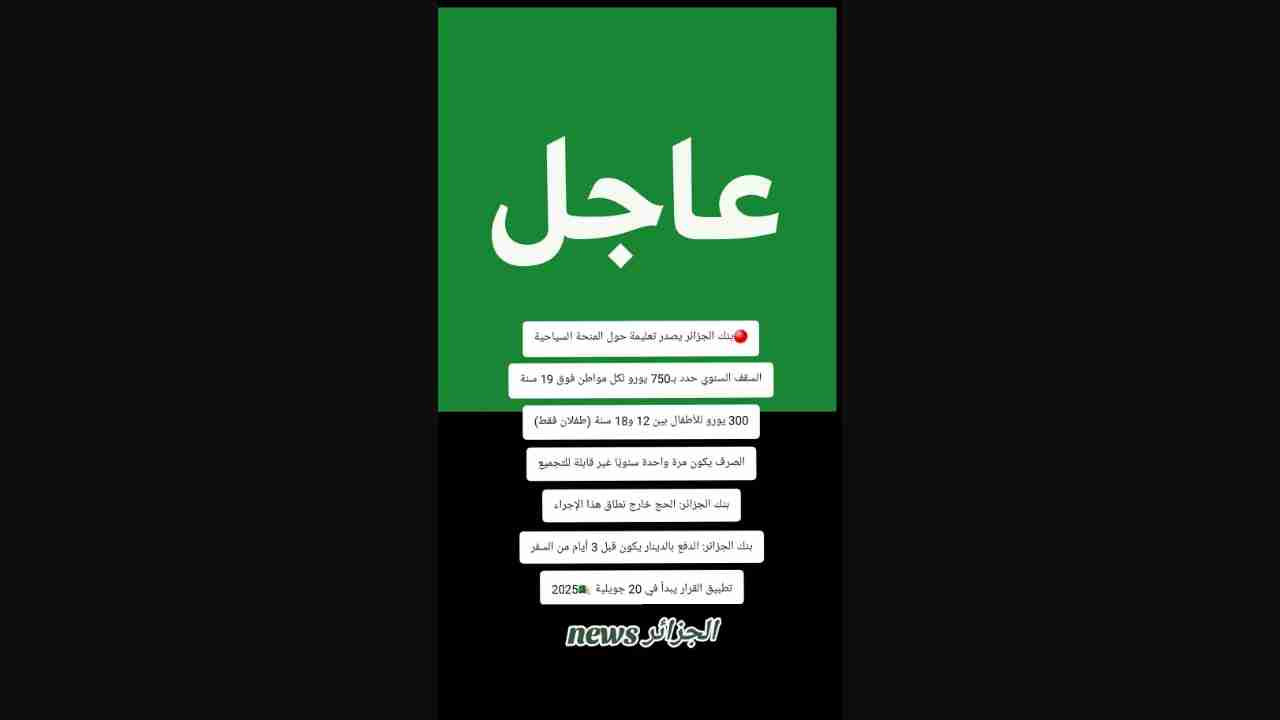 عاجل
بنك الجزائر يصدر تعليمة حول المنحة السياحية
السقف السنوي حدد بـ750 يورو لكل مواطن فوق 19 سنة
300 يورو للأطفال بين 12 و18 سنة (طفلان فقط)
الصرف يكون مرة واحدة سنويًا غير قابلة للتجميع
بنك الجزائر: الحج خارج نطاق هذا الإجراء
بنك الجزائر: الدفع بالدينار يكون قبل 3 أيام من السفر
تطبيق القرار يبدأ في 20 جويلية 2025
الجزائر news